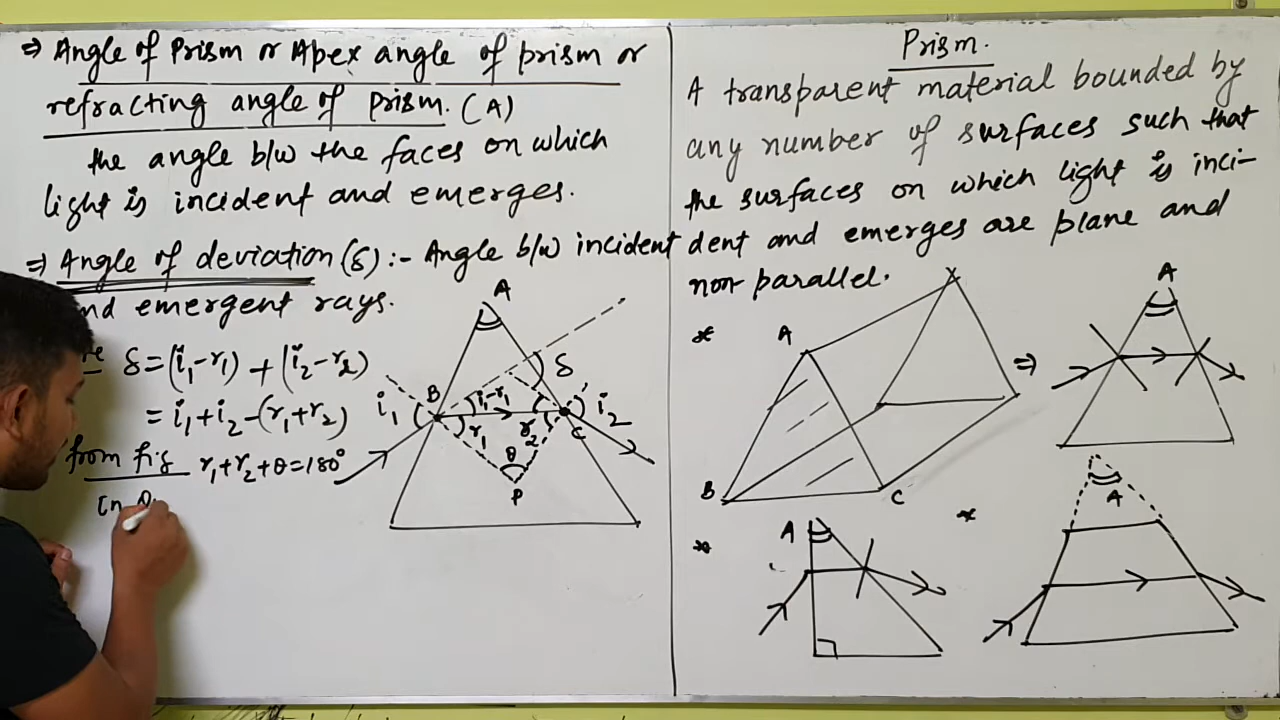 ⇒ Angle of Prism or Apex angle of prism or
refracting angle of prism. (A)
the angle b/w the faces on which
light is incident and emerges.
⇒ Angle of deviation (δ) :- Angle b/w incident
and emergent rays.
δ = (i₁-r₁) + (i₂-r₂)
= i₁+i₂-(r₁+r₂)
from fig r₁+r₂+θ=180°
In
A
B
C
P
δ
i₁
i₁-r₁
r₁
r₂
i₂
θ
Prism.
A transparent material bounded by
any number of surfaces such that
the surfaces on which light is inci-
dent and emerges are plane and
non parallel.
A
B
C
⇒
A
A
A